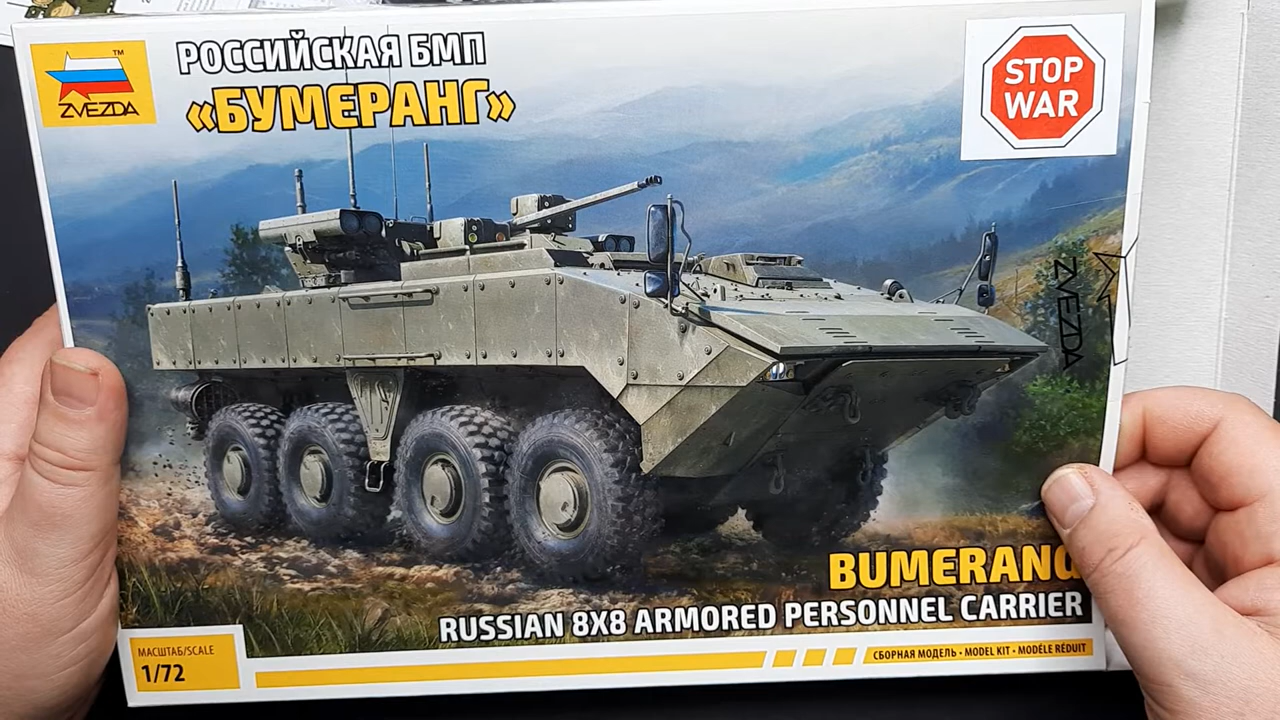 ZVEZDA
TM
РОССИЙСКАЯ БМП
«БУМЕРАНГ»
STOP
WAR
ZVEZDA
BUMERANG
RUSSIAN 8X8 ARMORED PERSONNEL CARRIER
МАСШТАБ/SCALE
1/72
СБОРНАЯ МОДЕЛЬ • MODEL KIT • MODÈLE RÉDUIT